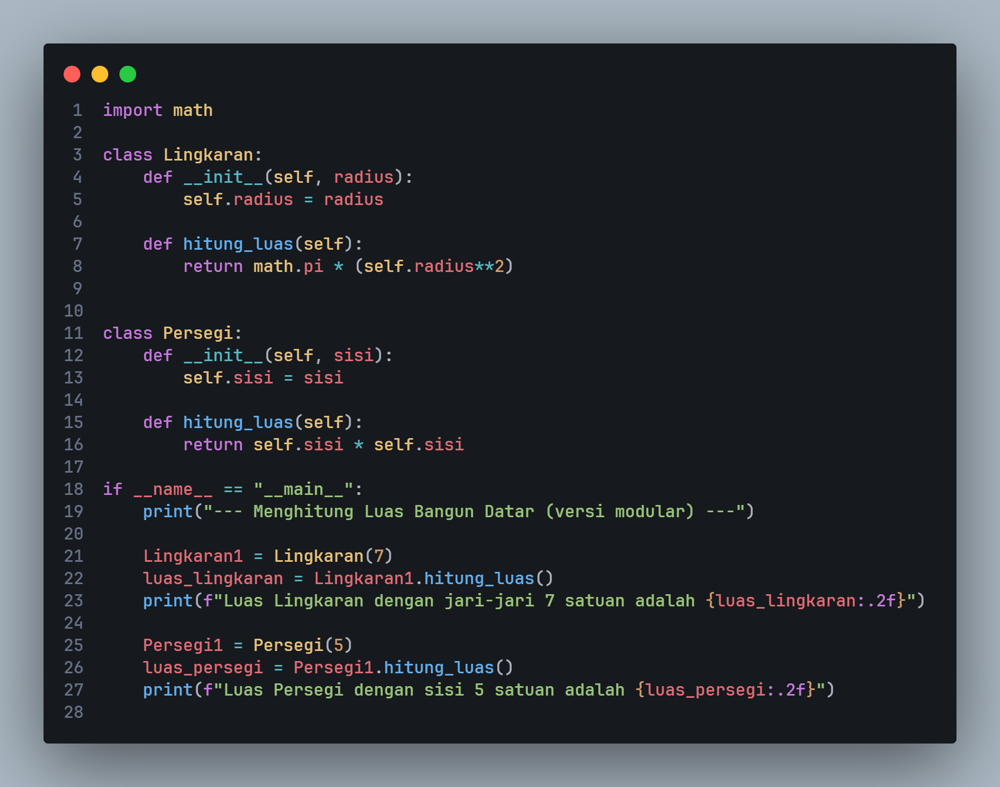 1 import math
2
3 class Lingkaran:
4     def __init__(self, radius):
5         self.radius = radius
6
7     def hitung_luas(self):
8         return math.pi * (self.radius**2)
9
10
11 class Persegi:
12     def __init__(self, sisi):
13         self.sisi = sisi
14
15     def hitung_luas(self):
16         return self.sisi * self.sisi
17
18 if __name__ == "__main__":
19     print("--- Menghitung Luas Bangun Datar (versi modular) ---")
20
21     Lingkaran1 = Lingkaran(7)
22     luas_lingkaran = Lingkaran1.hitung_luas()
23     print(f"Luas Lingkaran dengan jari-jari 7 satuan adalah {luas_lingkaran:.2f}")
24
25     Persegi1 = Persegi(5)
26     luas_persegi = Persegi1.hitung_luas()
27     print(f"Luas Persegi dengan sisi 5 satuan adalah {luas_persegi:.2f}")
28